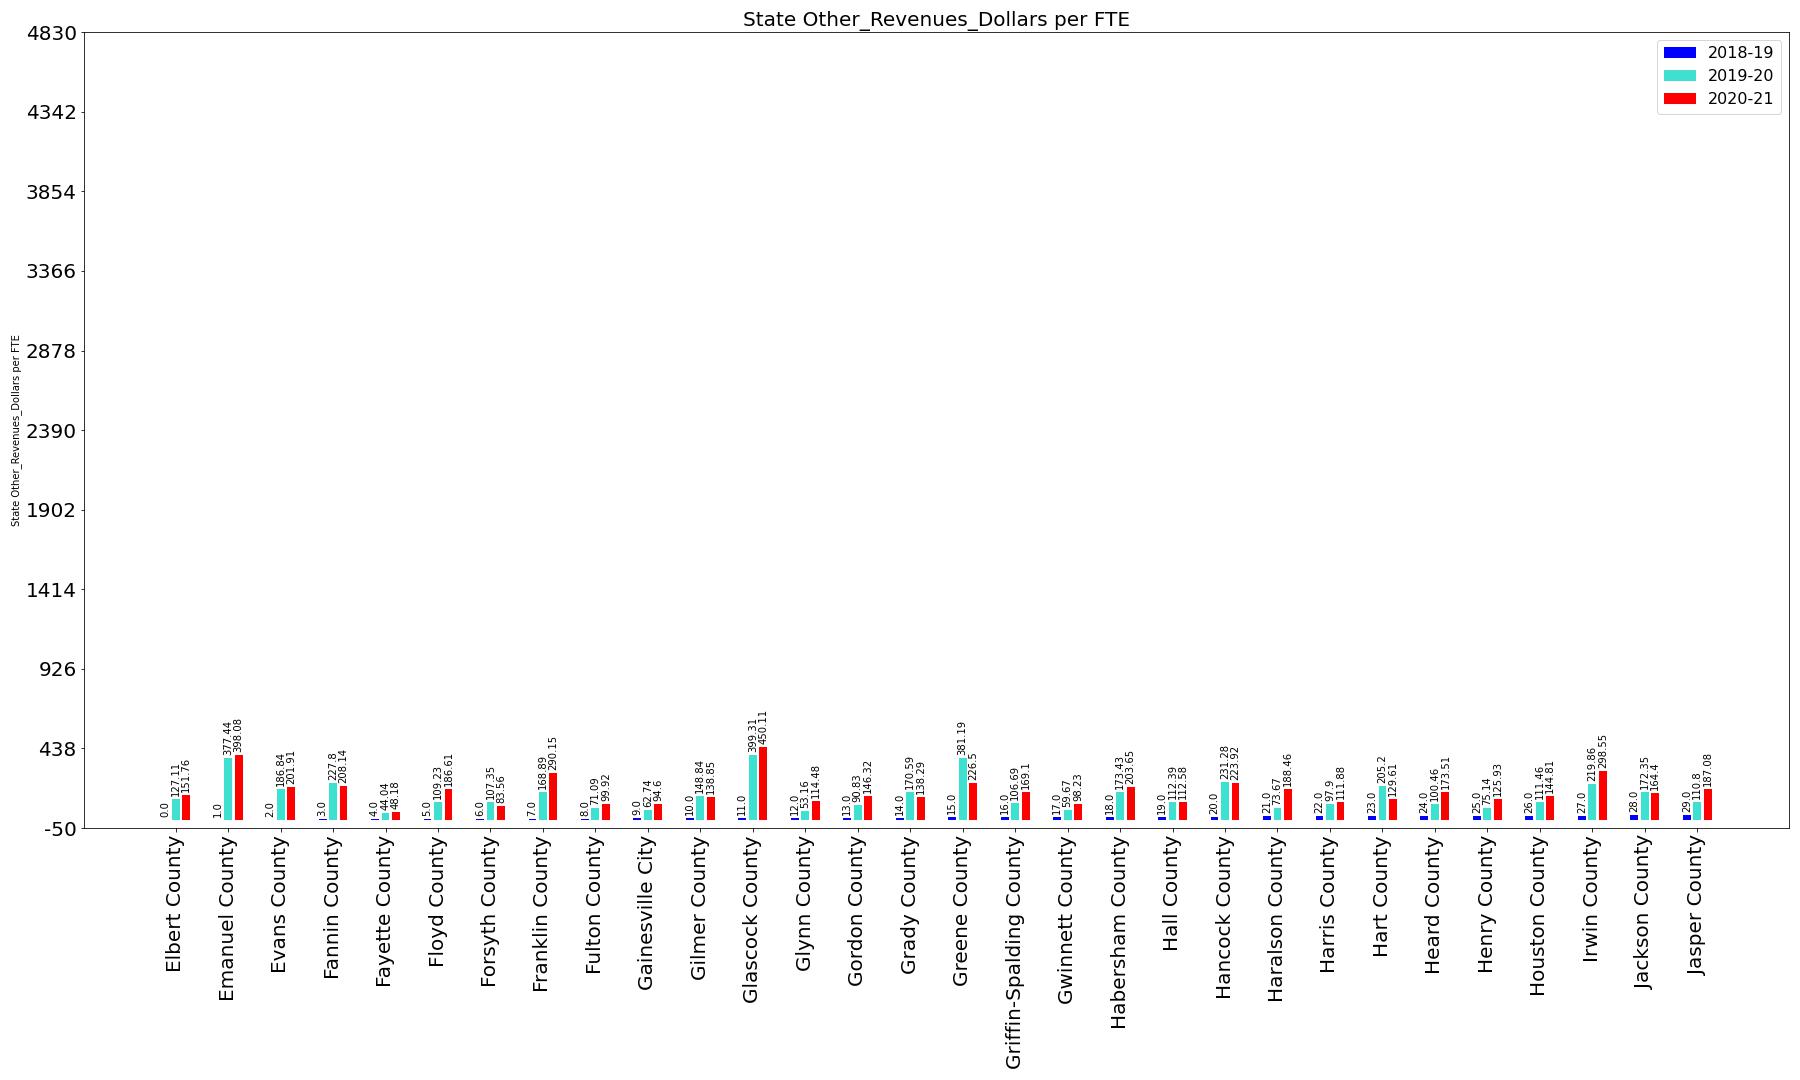 State Other_Revenues_Dollars per FTE
2018-19
2019-20
2020-21
4830
4342
3854
3366
2878
2390
1902
1414
926
438
-50
State Other_Revenues_Dollars per FTE
0.0 127.11 151.76
1.0 377.44 398.08
2.0 186.84 201.91
3.0 227.8 208.14
4.0 44.04 48.18
5.0 109.23 186.61
6.0 107.35 83.56
7.0 168.89 290.15
8.0 71.09 99.92
9.0 62.74 94.6
10.0 148.84 138.85
11.0 399.31 450.11
12.0 53.16 114.48
13.0 90.83 146.32
14.0 170.59 138.29
15.0 381.19 226.5
16.0 106.69 169.1
17.0 59.67 98.23
18.0 173.43 203.65
19.0 112.39 112.58
20.0 231.28 223.92
21.0 73.67 188.46
22.0 97.9 111.88
23.0 205.2 129.61
24.0 100.46 173.51
25.0 75.14 125.93
26.0 111.46 144.81
27.0 219.86 298.55
28.0 172.35 164.4
29.0 110.8 187.08
Elbert County
Emanuel County
Evans County
Fannin County
Fayette County
Floyd County
Forsyth County
Franklin County
Fulton County
Gainesville City
Gilmer County
Glascock County
Glynn County
Gordon County
Grady County
Greene County
Griffin-Spalding County
Gwinnett County
Habersham County
Hall County
Hancock County
Haralson County
Harris County
Hart County
Heard County
Henry County
Houston County
Irwin County
Jackson County
Jasper County